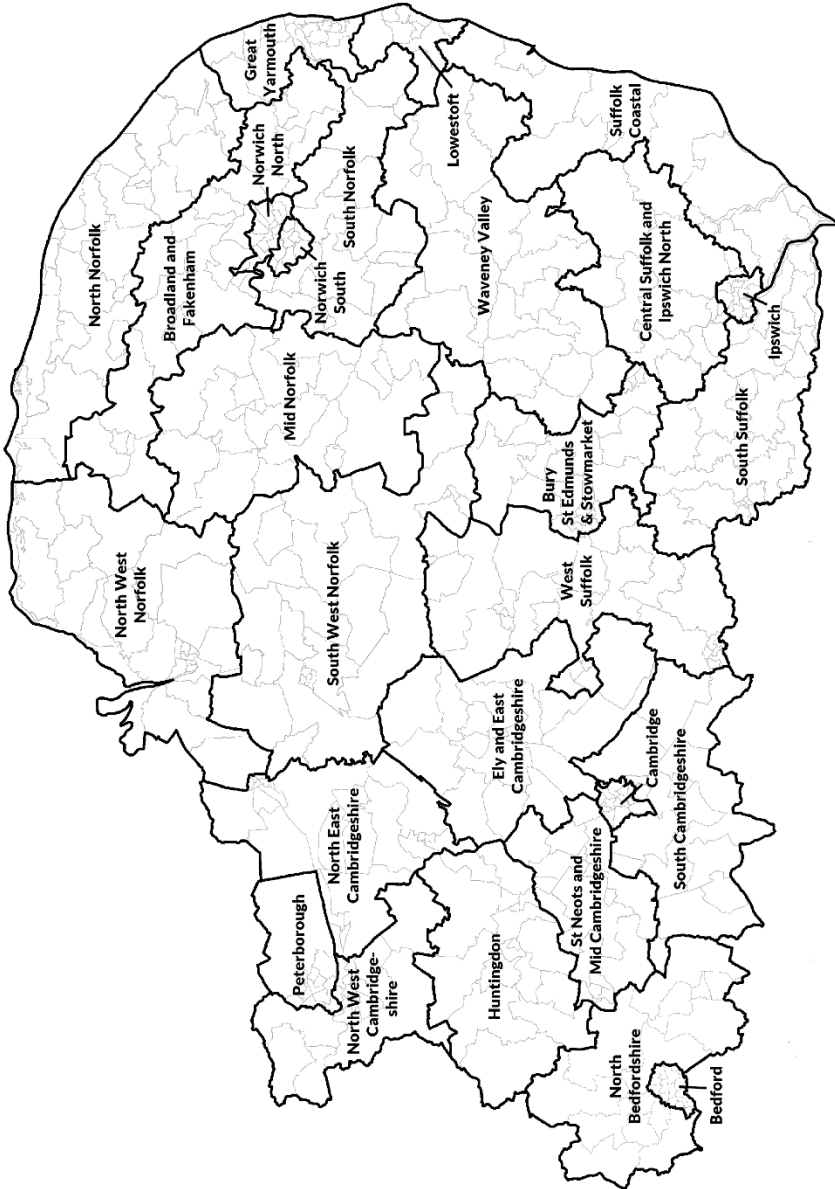 North Norfolk
Great
Yarmouth
Broadland and
Fakenham
Norwich
North
North West
Norfolk
Mid Norfolk
Norwich
South
South Norfolk
Lowestoft
South West Norfolk
Waveney Valley
Suffolk
Coastal
Peterborough
North East
Cambridgeshire
North West
Cambridge-
shire
Ely and East
Cambridgeshire
Bury
St Edmunds
& Stowmarket
Central Suffolk and
Ipswich North
Huntingdon
West
Suffolk
St Neots and
Mid Cambridgeshire
Cambridge
South Cambridgeshire
South Suffolk
Ipswich
North
Bedfordshire
Bedford